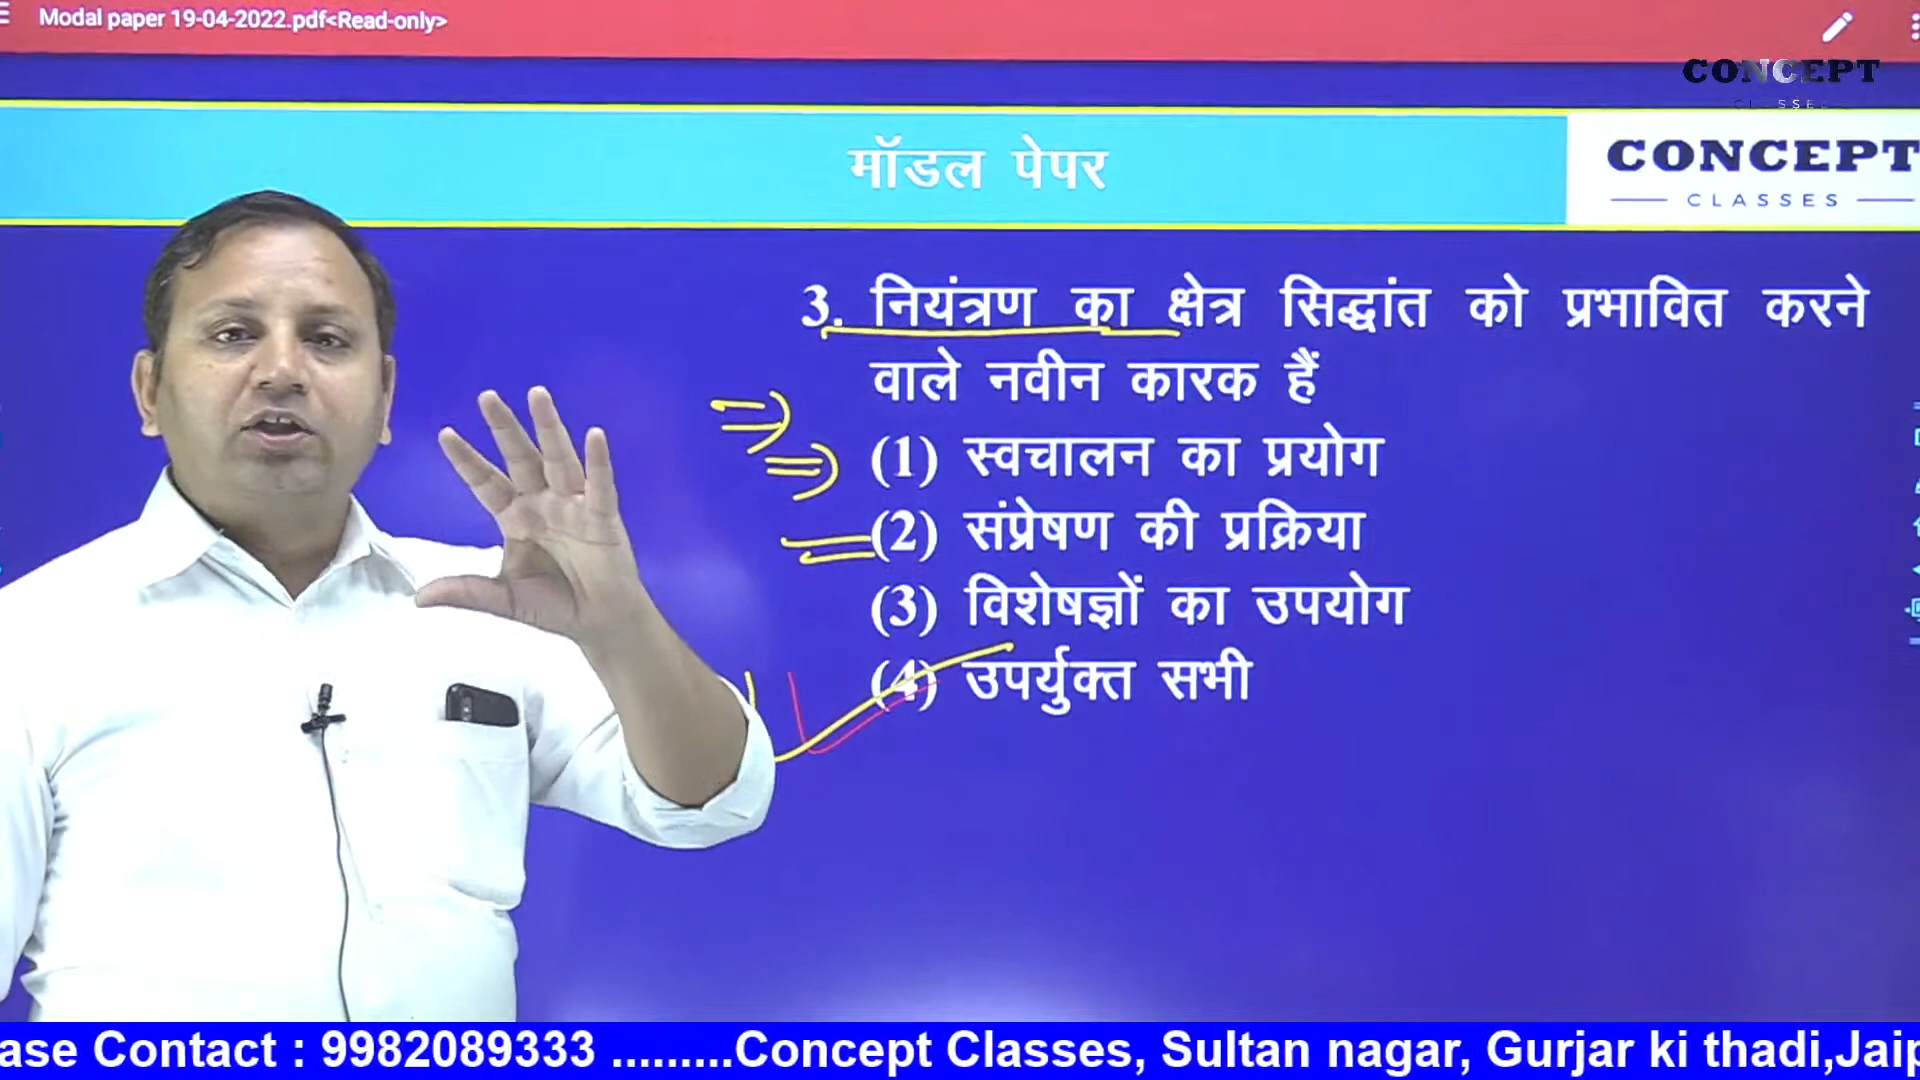 Modal paper 19-04-2022.pdf<Read-only>
CONCEPT
मॉडल पेपर
CONCEPT
CLASSES
3. नियंत्रण का क्षेत्र सिद्धांत को प्रभावित करने
वाले नवीन कारक हैं
(1) स्वचालन का प्रयोग
(2) संप्रेषण की प्रक्रिया
(3) विशेषज्ञों का उपयोग
(4) उपर्युक्त सभी
ase Contact : 9982089333 .........Concept Classes, Sultan nagar, Gurjar ki thadi,Jaip